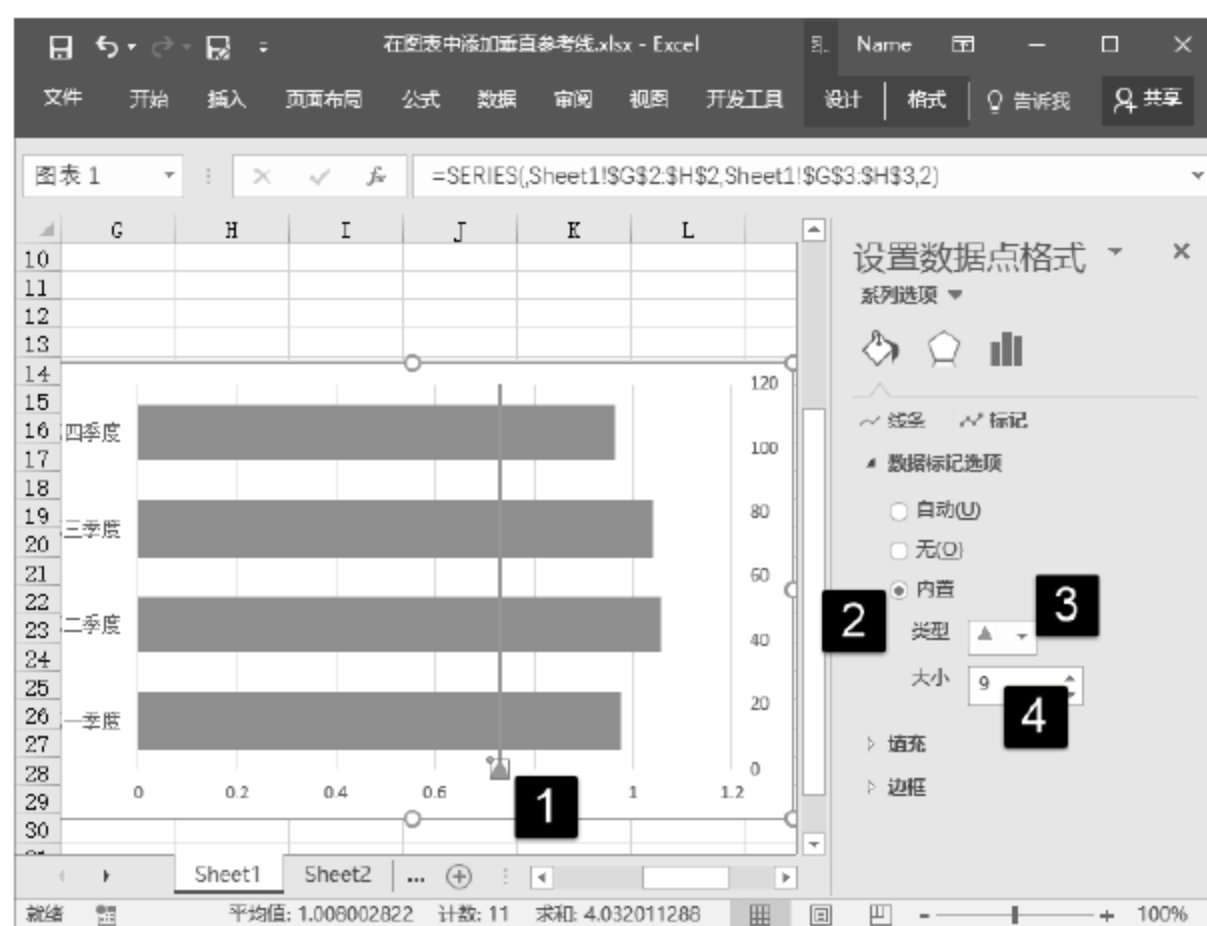 在图表中添加垂直参考线.xlsx - Excel
Name
文件 开始 插入 页面布局 公式 数据 审阅 视图 开发工具 设计 格式 告诉我 共享
图表 1 fx =SERIES(,Sheet1!$G$2:$H$2,Sheet1!$G$3:$H$3,2)
G H I J K L
10
11
12
13
14
15
16
17
18
19
20
21
22
23
24
25
26
27
28
29
30
四季度
三季度
二季度
一季度
120
100
80
60
40
20
0
0 0.2 0.4 0.6 1 1.2
1
设置数据点格式
系列选项
线条 标记
数据标记选项
自动(U)
无(O)
内置
2
类型
3
大小 9
4
填充
边框
Sheet1 Sheet2 ...
就绪 平均值: 1.008002822 计数: 11 求和: 4.032011288 100%